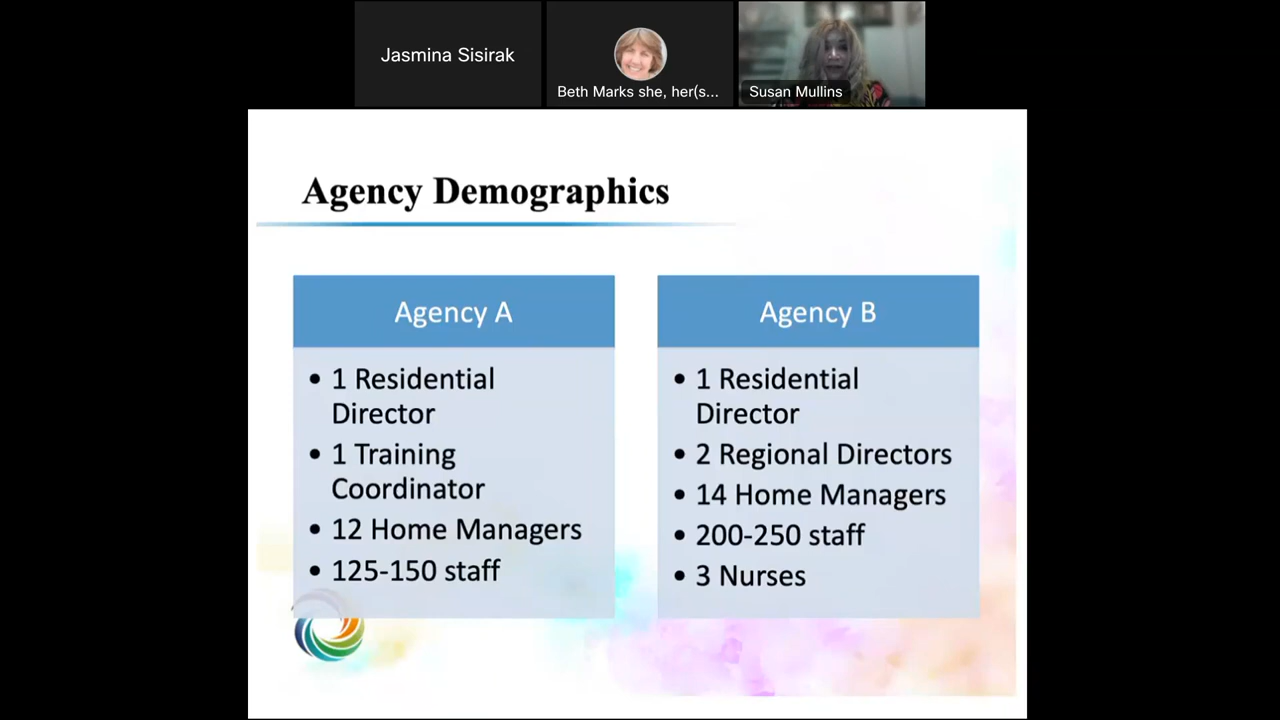 Jasmina Sisirak
Beth Marks she, her(s...
Susan Mullins
Agency Demographics
Agency A
• 1 Residential
Director
• 1 Training
Coordinator
• 12 Home Managers
• 125-150 staff
Agency B
• 1 Residential
Director
• 2 Regional Directors
• 14 Home Managers
• 200-250 staff
• 3 Nurses